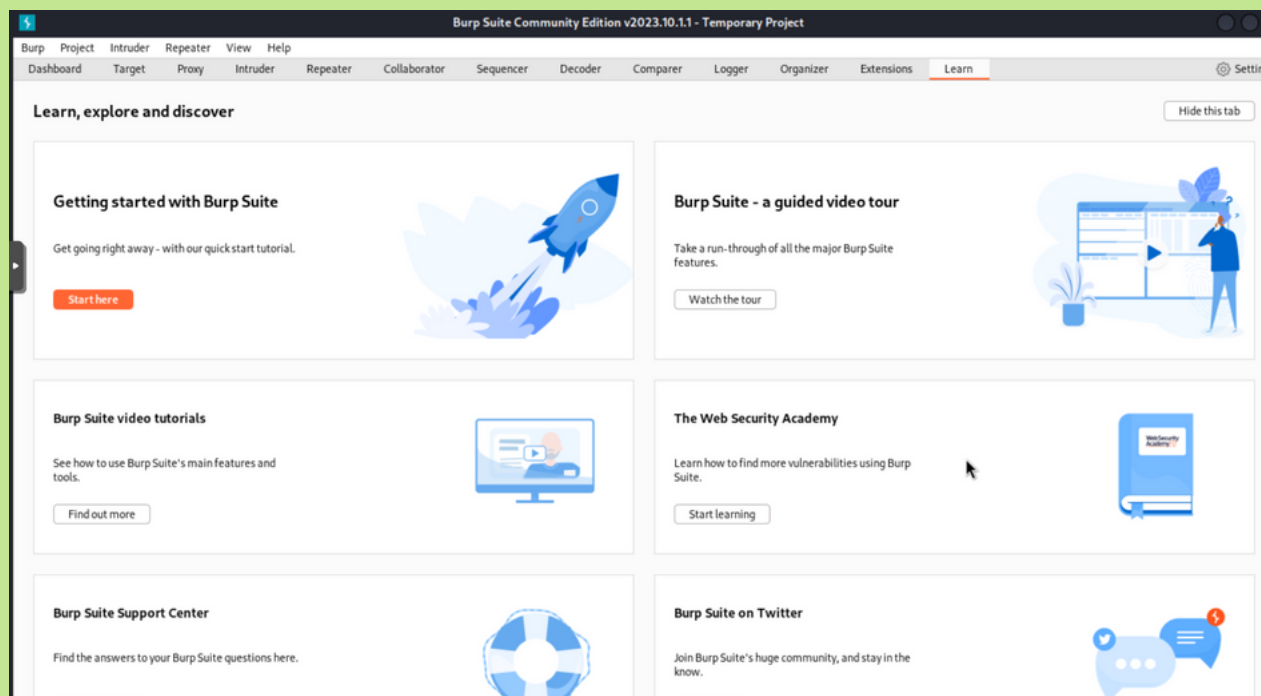 Burp Suite Community Edition v2023.10.1.1 - Temporary Project
Burp Project Intruder Repeater View Help
Dashboard Target Proxy Intruder Repeater Collaborator Sequencer Decoder Comparer Logger Organizer Extensions Learn
Learn, explore and discover
Hide this tab
Getting started with Burp Suite
Get going right away - with our quick start tutorial.
Start here
Burp Suite - a guided video tour
Take a run-through of all the major Burp Suite
features.
Watch the tour
Burp Suite video tutorials
See how to use Burp Suite's main features and
tools.
Find out more
The Web Security Academy
Learn how to find more vulnerabilities using Burp
Suite.
Start learning
WebSecurity
Academy
Burp Suite Support Center
Find the answers to your Burp Suite questions here.
Burp Suite on Twitter
Join Burp Suite's huge community, and stay in the
know.